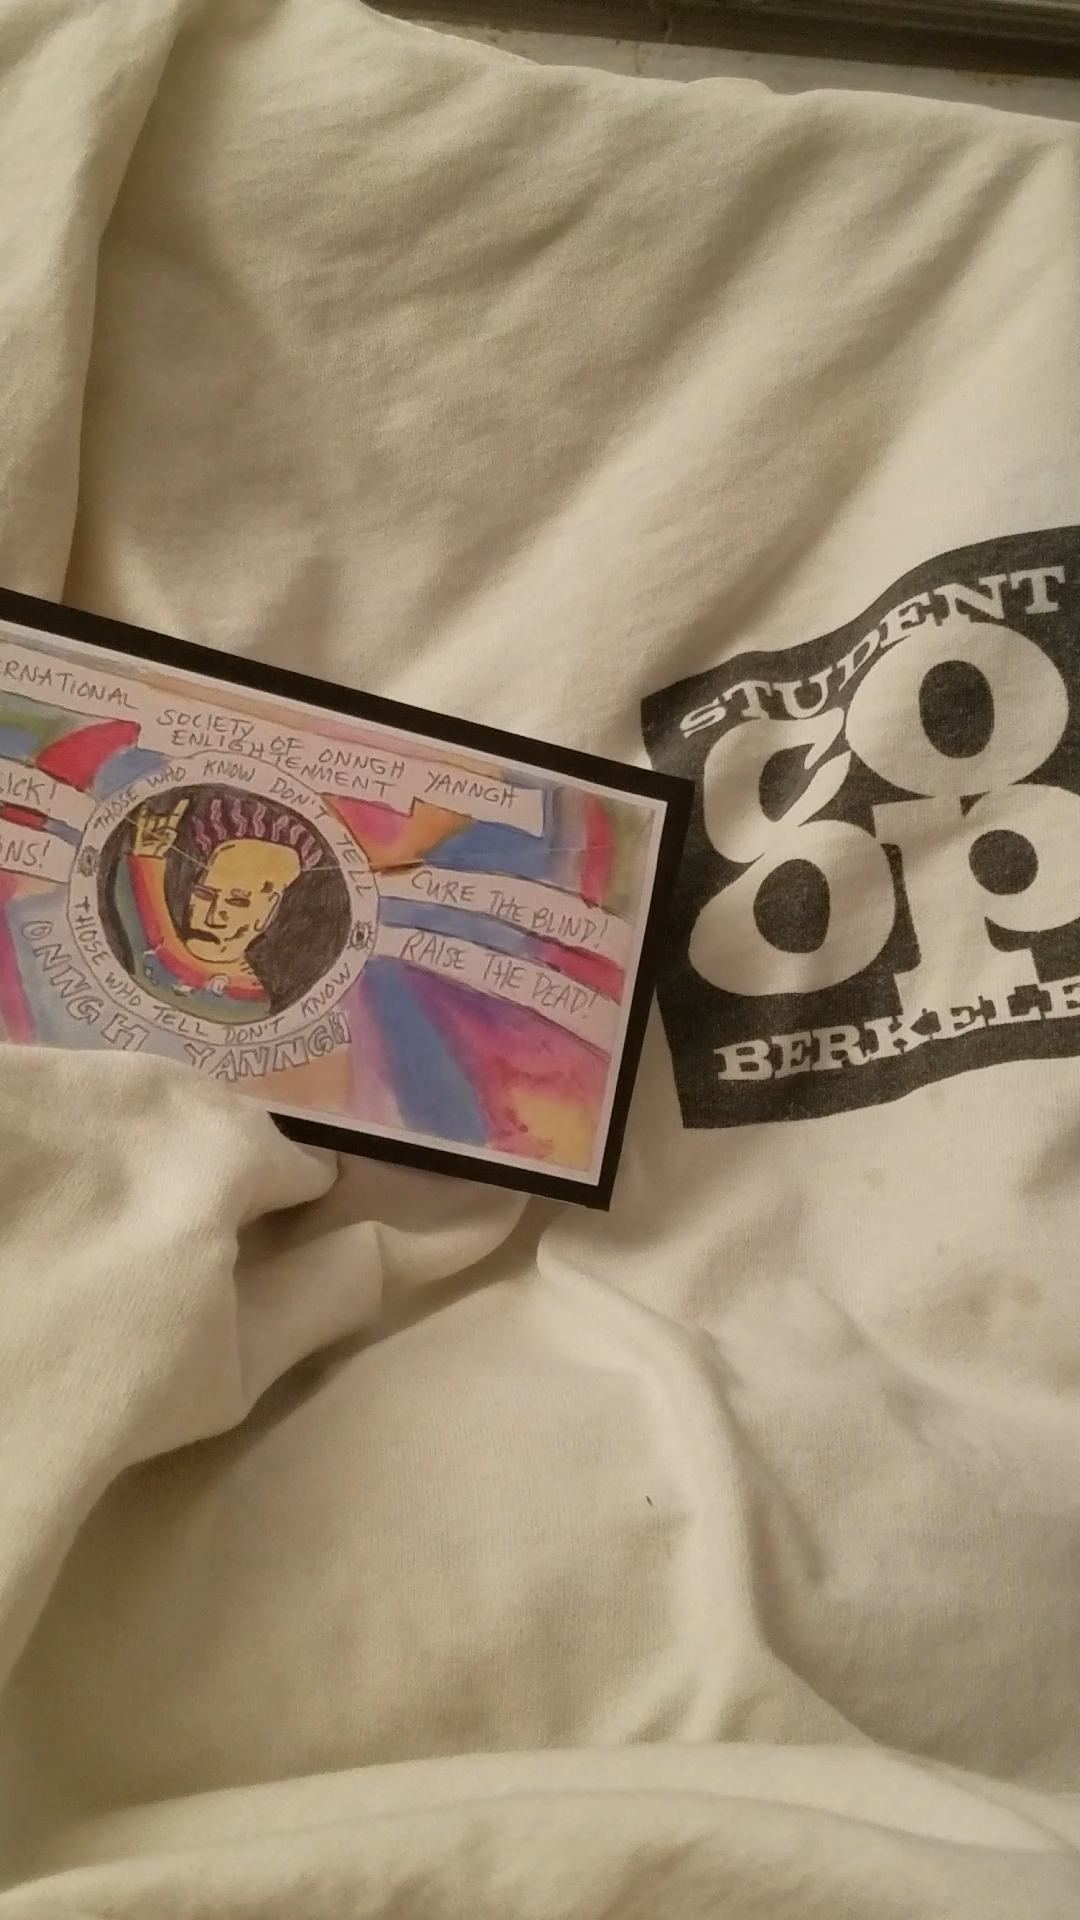 ERNATIONAL SOCIETY OF ONNGH YANNGH
ENLIGHTENMENT
ICK!
NS!
THOSE WHO KNOW DON'T TELL
THOSE WHO TELL DON'T KNOW
ONNGH YANNGH
CURE THE BLIND!
RAISE THE DEAD!
STUDENT
CO
OP
BERKELE